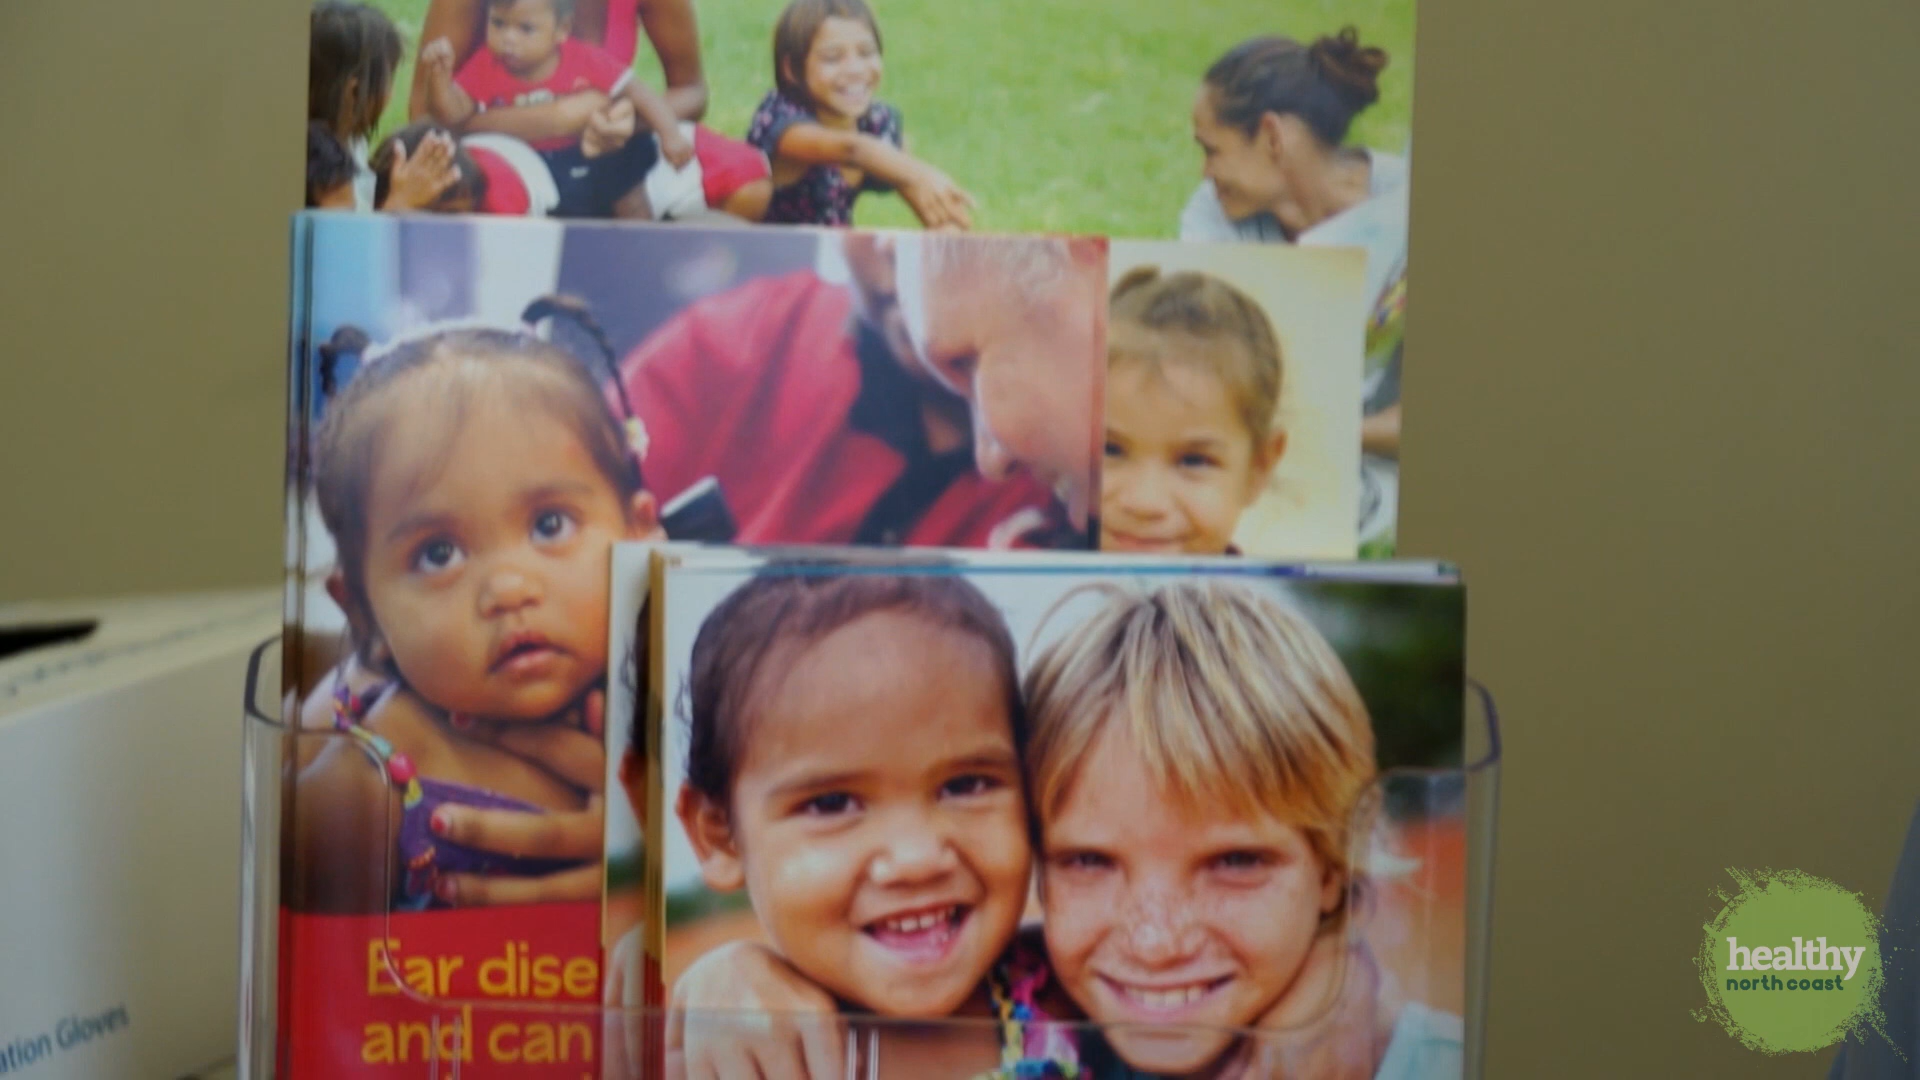 Ear dise
and can
healthy
north coast
ation Gloves